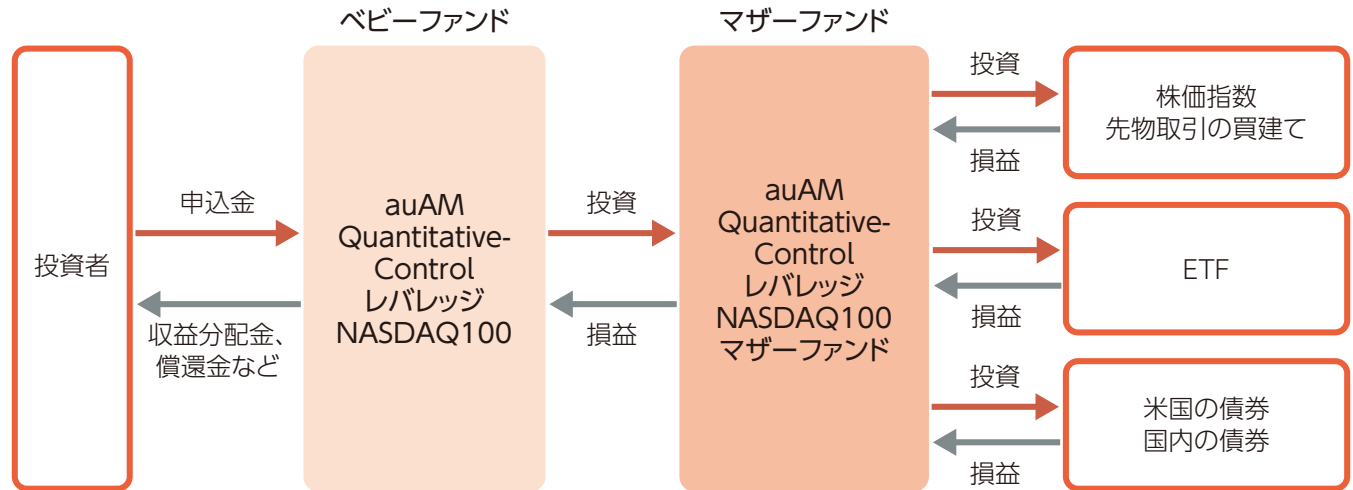 ベビーファンド
マザーファンド
投資者
申込金
収益分配金、
償還金など
auAM
Quantitative-
Control
レバレッジ
NASDAQ100
投資
損益
auAM
Quantitative-
Control
レバレッジ
NASDAQ100
マザーファンド
投資
損益
株価指数
先物取引の買建て
投資
損益
ETF
投資
損益
米国の債券
国内の債券